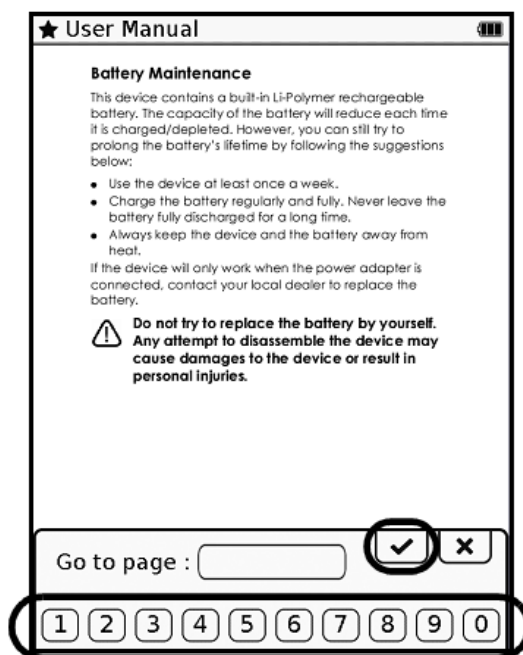 ★ User Manual
Battery Maintenance
This device contains a built-in Li-Polymer rechargeable
battery. The capacity of the battery will reduce each time
it is charged/depleted. However, you can still try to
prolong the battery's lifetime by following the suggestions
below:
● Use the device at least once a week.
● Charge the battery regularly and fully. Never leave the
battery fully discharged for a long time.
● Always keep the device and the battery away from
heat.
If the device will only work when the power adapter is
connected, contact your local dealer to replace the
battery.
Do not try to replace the battery by yourself.
Any attempt to disassemble the device may
cause damages to the device or result in
personal injuries.
Go to page :
1 2 3 4 5 6 7 8 9 0